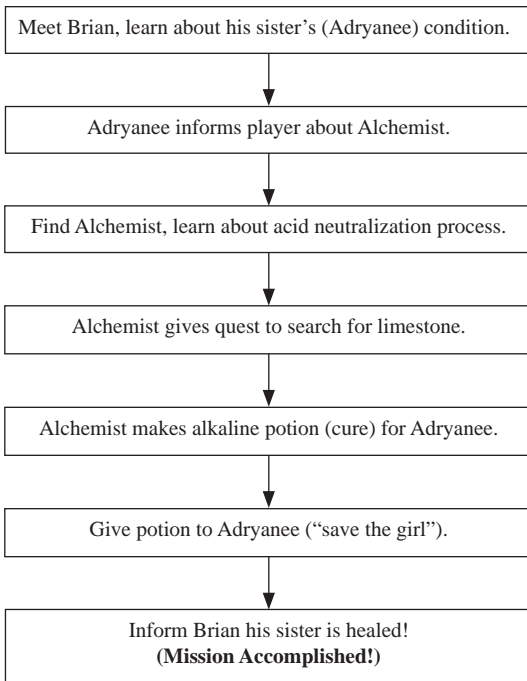 Meet Brian, learn about his sister’s (Adryanee) condition.
Adryanee informs player about Alchemist.
Find Alchemist, learn about acid neutralization process.
Alchemist gives quest to search for limestone.
Alchemist makes alkaline potion (cure) for Adryanee.
Give potion to Adryanee (“save the girl”).
Inform Brian his sister is healed!
(Mission Accomplished!)